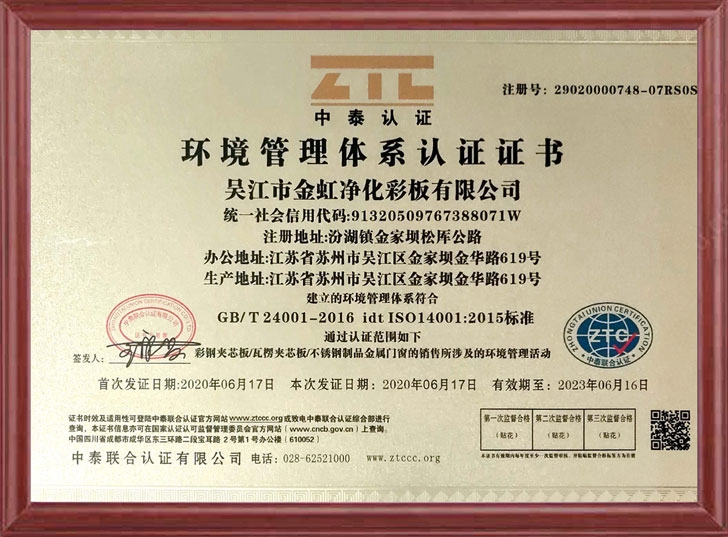 ZTC
中泰认证
注册号: 29020000748-07RS0S
环境管理体系认证证书
吴江市金虹净化彩板有限公司
统一社会信用代码:91320509767388071W
注册地址:汾湖镇金家坝松厍公路
办公地址:江苏省苏州市吴江区金家坝金华路619号
生产地址:江苏省苏州市吴江区金家坝金华路619号
建立的环境管理体系符合
GB/T 24001-2016 idt ISO14001:2015标准
通过认证范围如下
彩钢夹芯板/瓦楞夹芯板/不锈钢制品金属门窗的销售所涉及的环境管理活动
签发人:
中泰联合认证有限公司
ZHONGTAI UNION CERTIFICATION
ZTC
中泰联合认证
首次发证日期:2020年06月17日 本次发证日期:2020年06月17日 有效期至: 2023年06月16日
证书时效及适用性可登陆中泰联合认证官方网站 www.ztccc.org或致电中泰联合认证综合部进行
查询。本证书信息亦可在国家认证认可监督管理委员会官方网站 ( www.cnca.gov.cn ) 上查询。
中国四川省成都市成华区东三环路二段龙潭 2 号第1号办公楼 (610052)
第一次监督合格 第二次监督合格 第三次监督合格
(贴花) (贴花) (贴花)
中泰联合认证有限公司 电话: 028-62521000 www.ztccc.org